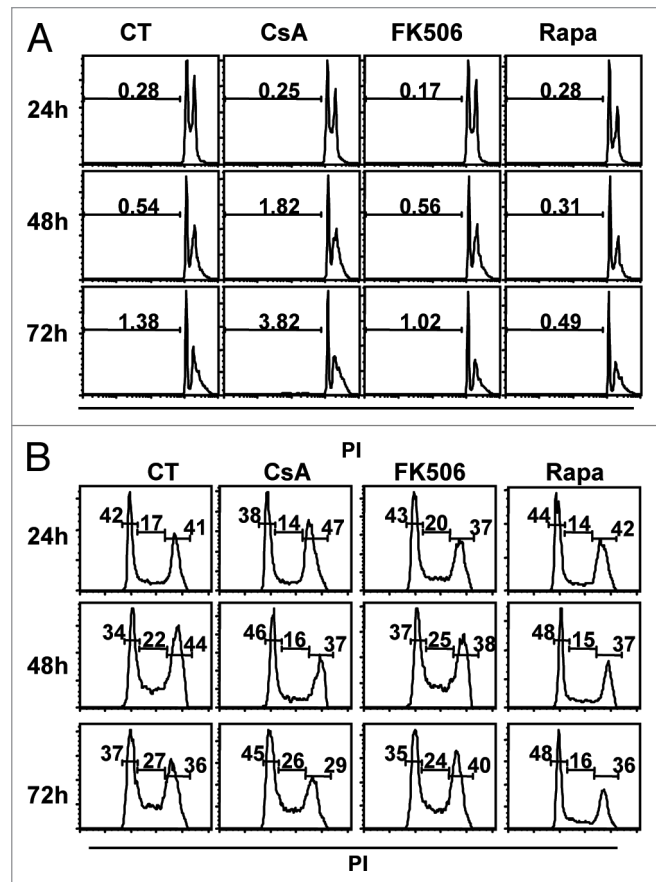 A
CT CsA FK506 Rapa
24h 0.28 0.25 0.17 0.28
48h 0.54 1.82 0.56 0.31
72h 1.38 3.82 1.02 0.49
PI
B
CT CsA FK506 Rapa
24h 42 17 41 38 14 47 43 20 37 44 14 42
48h 34 22 44 46 16 37 37 25 38 48 15 37
72h 37 27 36 45 26 29 35 24 40 48 16 36
PI